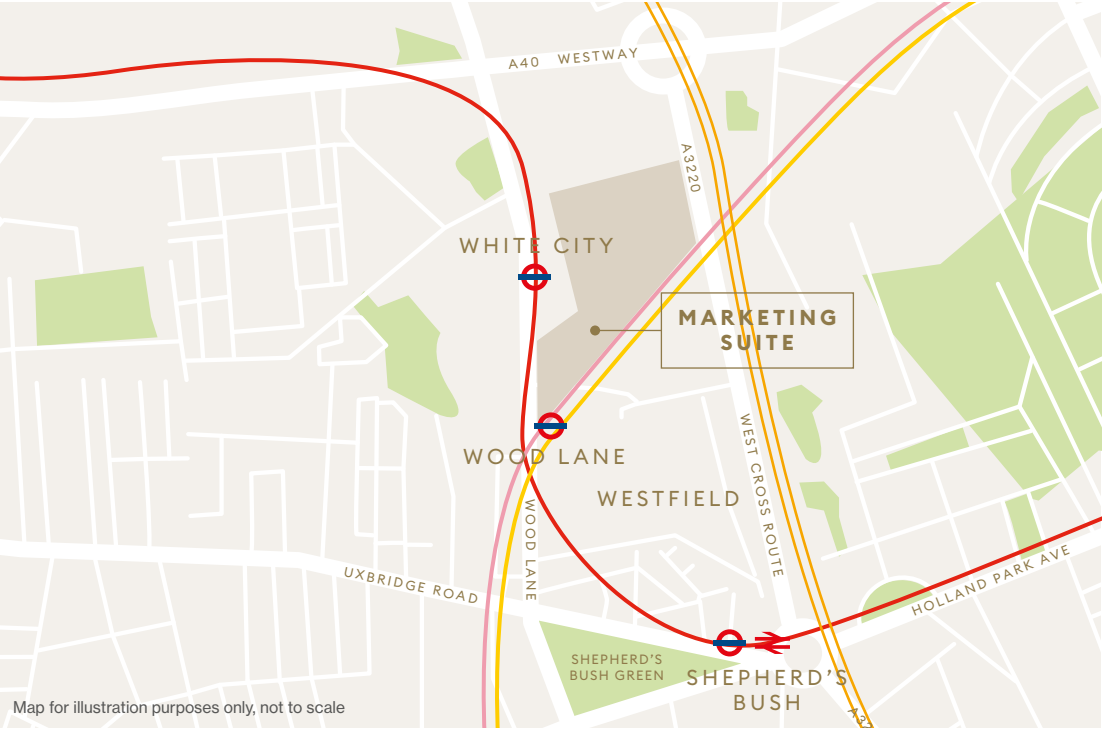 A40 WESTWAY
A3220
WHITE CITY
MARKETING
SUITE
WOOD LANE
WESTFIELD
WEST CROSS ROUTE
WOOD LANE
UXBRIDGE ROAD
HOLLAND PARK AVE
SHEPHERD'S
BUSH GREEN
SHEPHERD'S
BUSH
Map for illustration purposes only, not to scale